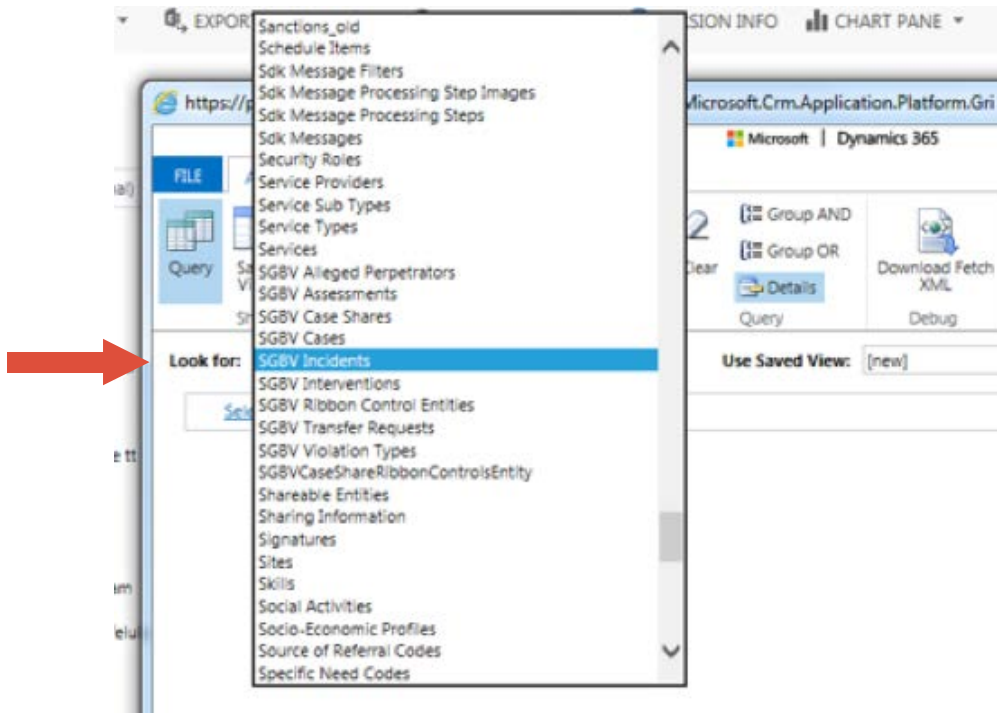 EXPOR
SION INFO
CHART PANE
Sanctions_old
Schedule Items
Sdk Message Filters
Sdk Message Processing Step Images
Sdk Message Processing Steps
Sdk Messages
Security Roles
Service Providers
Service Sub Types
Service Types
Services
SGBV Alleged Perpetrators
SGBV Assessments
SGBV Case Shares
SGBV Cases
SGBV Incidents
SGBV Interventions
SGBV Ribbon Control Entities
SGBV Transfer Requests
SGBV Violation Types
SGBVCaseShareRibbonControlsEntity
Shareable Entities
Sharing Information
Signatures
Sites
Skills
Social Activities
Socio-Economic Profiles
Source of Referral Codes
Specific Need Codes
https://p
Microsoft.Crm.Application.Platform.Gri
Microsoft | Dynamics 365
FILE
Query
Group AND
Group OR
Details
Query
Download Fetch
XML
Debug
Look for:
Use Saved View: [new]
Sele